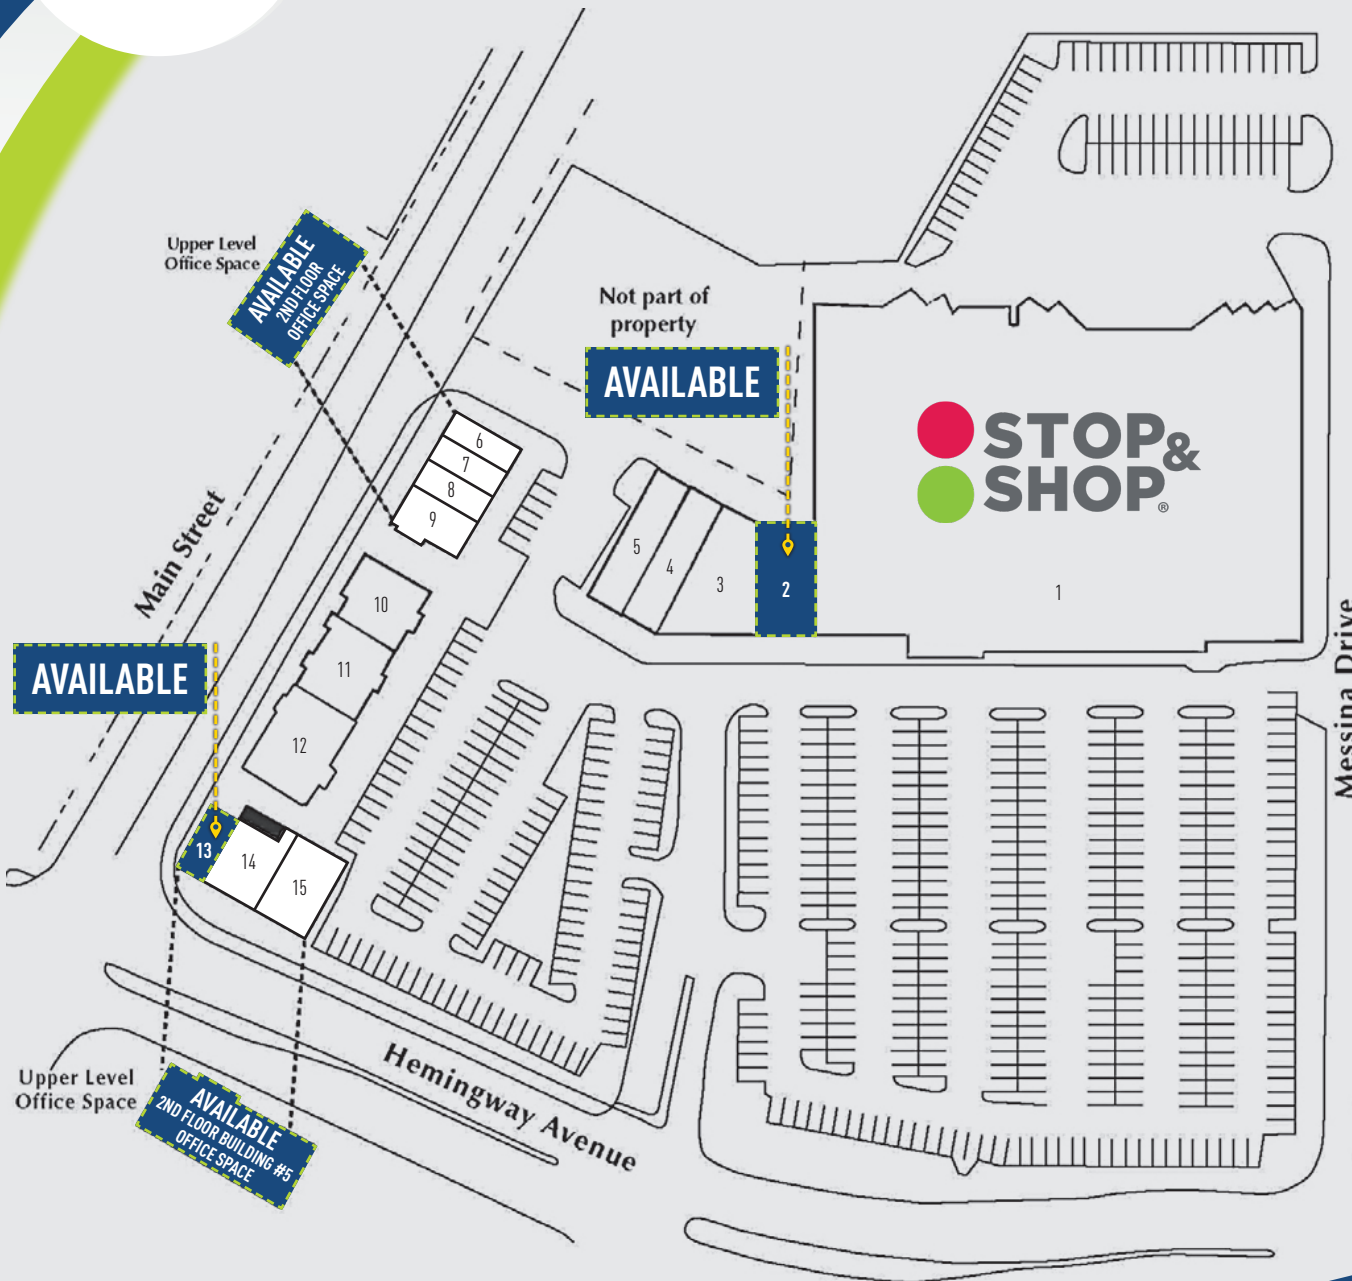 Upper Level
Office Space
AVAILABLE
2ND FLOOR
OFFICE SPACE
Not part of
property
AVAILABLE
STOP&
SHOP®
6
7
8
9
5
4
3
2
1
Main Street
10
11
12
AVAILABLE
13
14
15
Messina Drive
Hemingway Avenue
Upper Level
Office Space
AVAILABLE
2ND FLOOR BUILDING #5
OFFICE SPACE